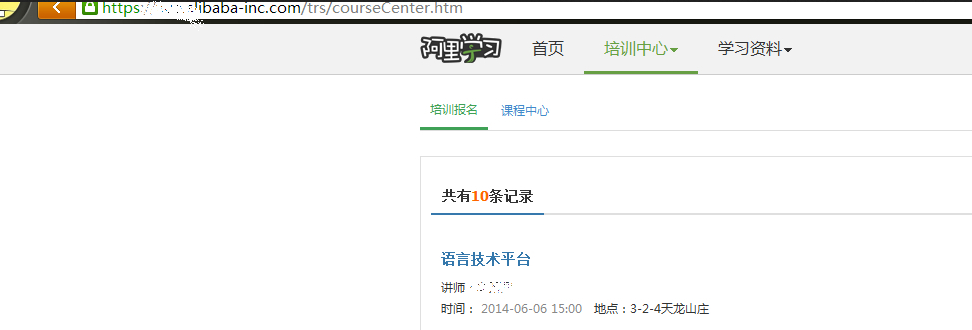 https://libaba-inc.com/trs/courseCenter.htm
阿里学习 首页 培训中心 学习资料
培训报名 课程中心
共有10条记录
语言技术平台
讲师：
时间： 2014-06-06 15:00 地点：3-2-4天龙山庄